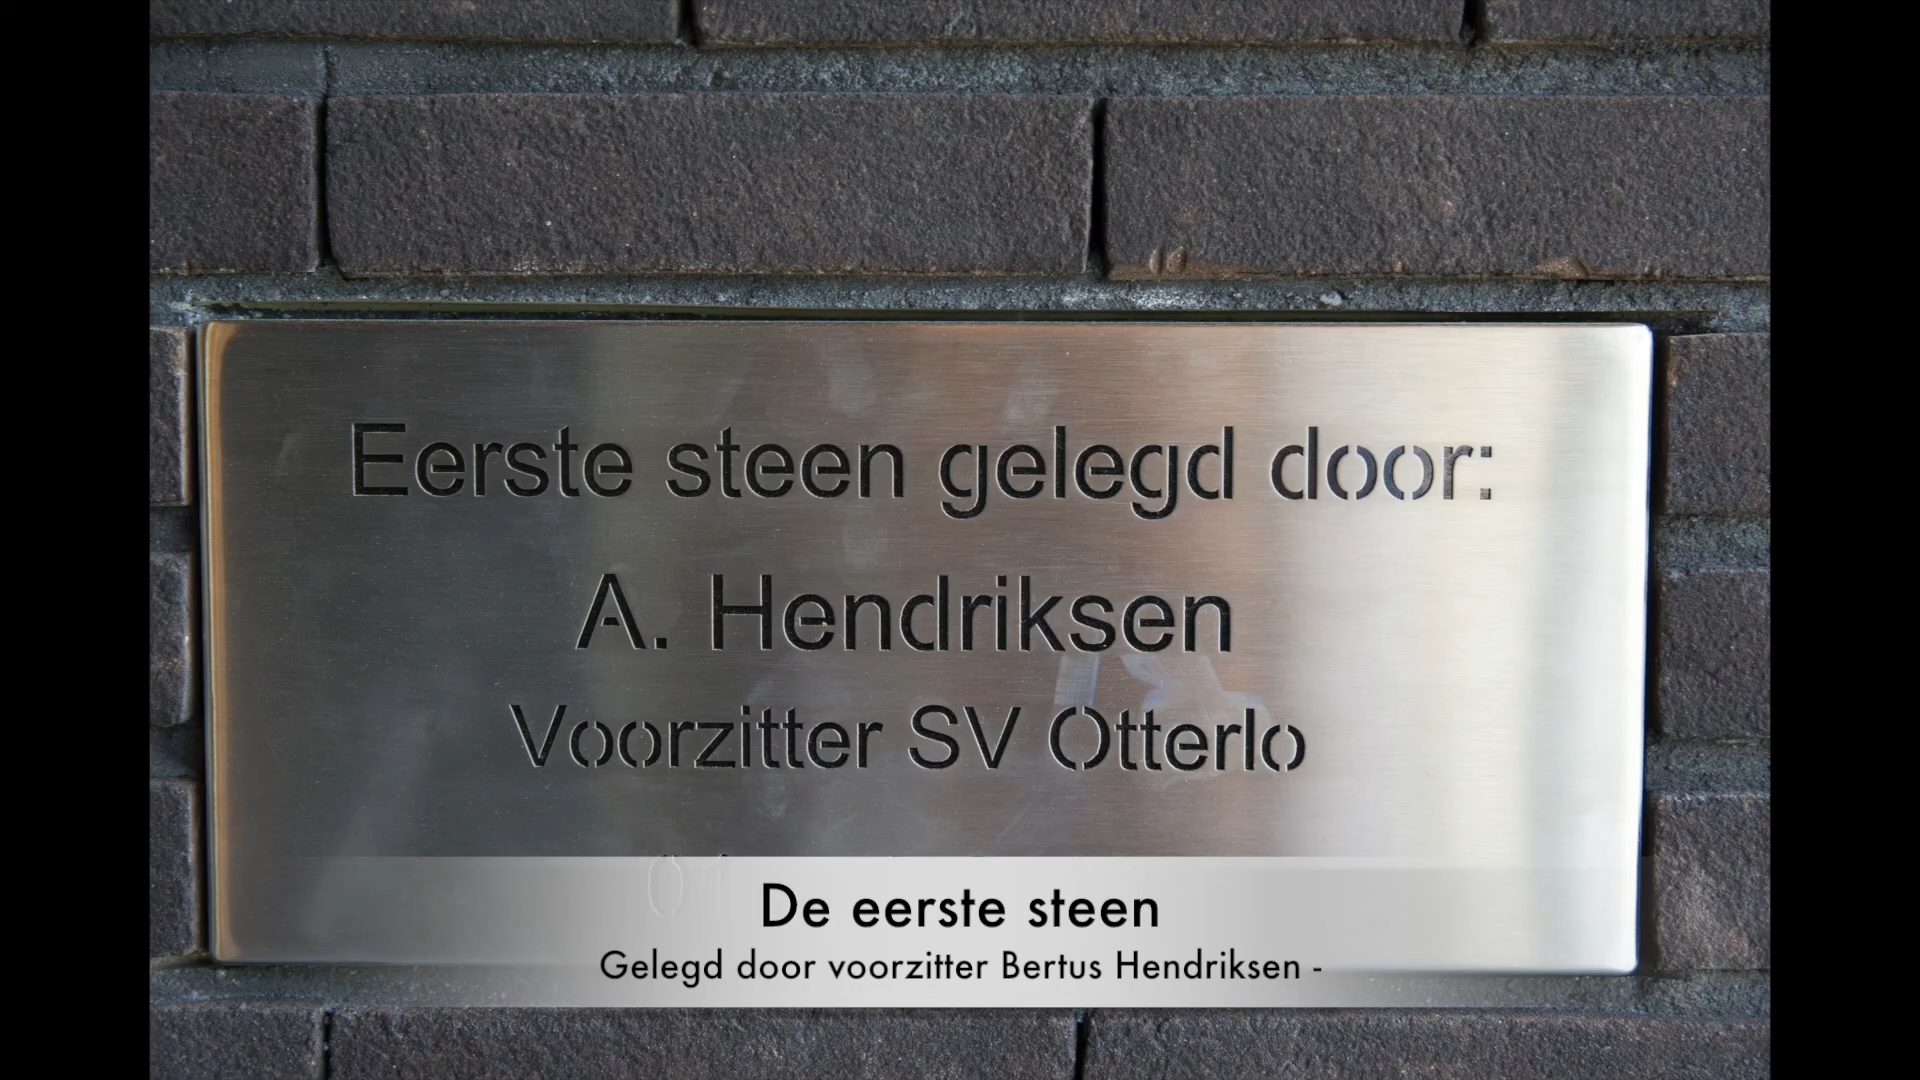 Eerste steen gelegd door:
A. Hendriksen
Voorzitter SV Otterlo
De eerste steen
Gelegd door voorzitter Bertus Hendriksen -